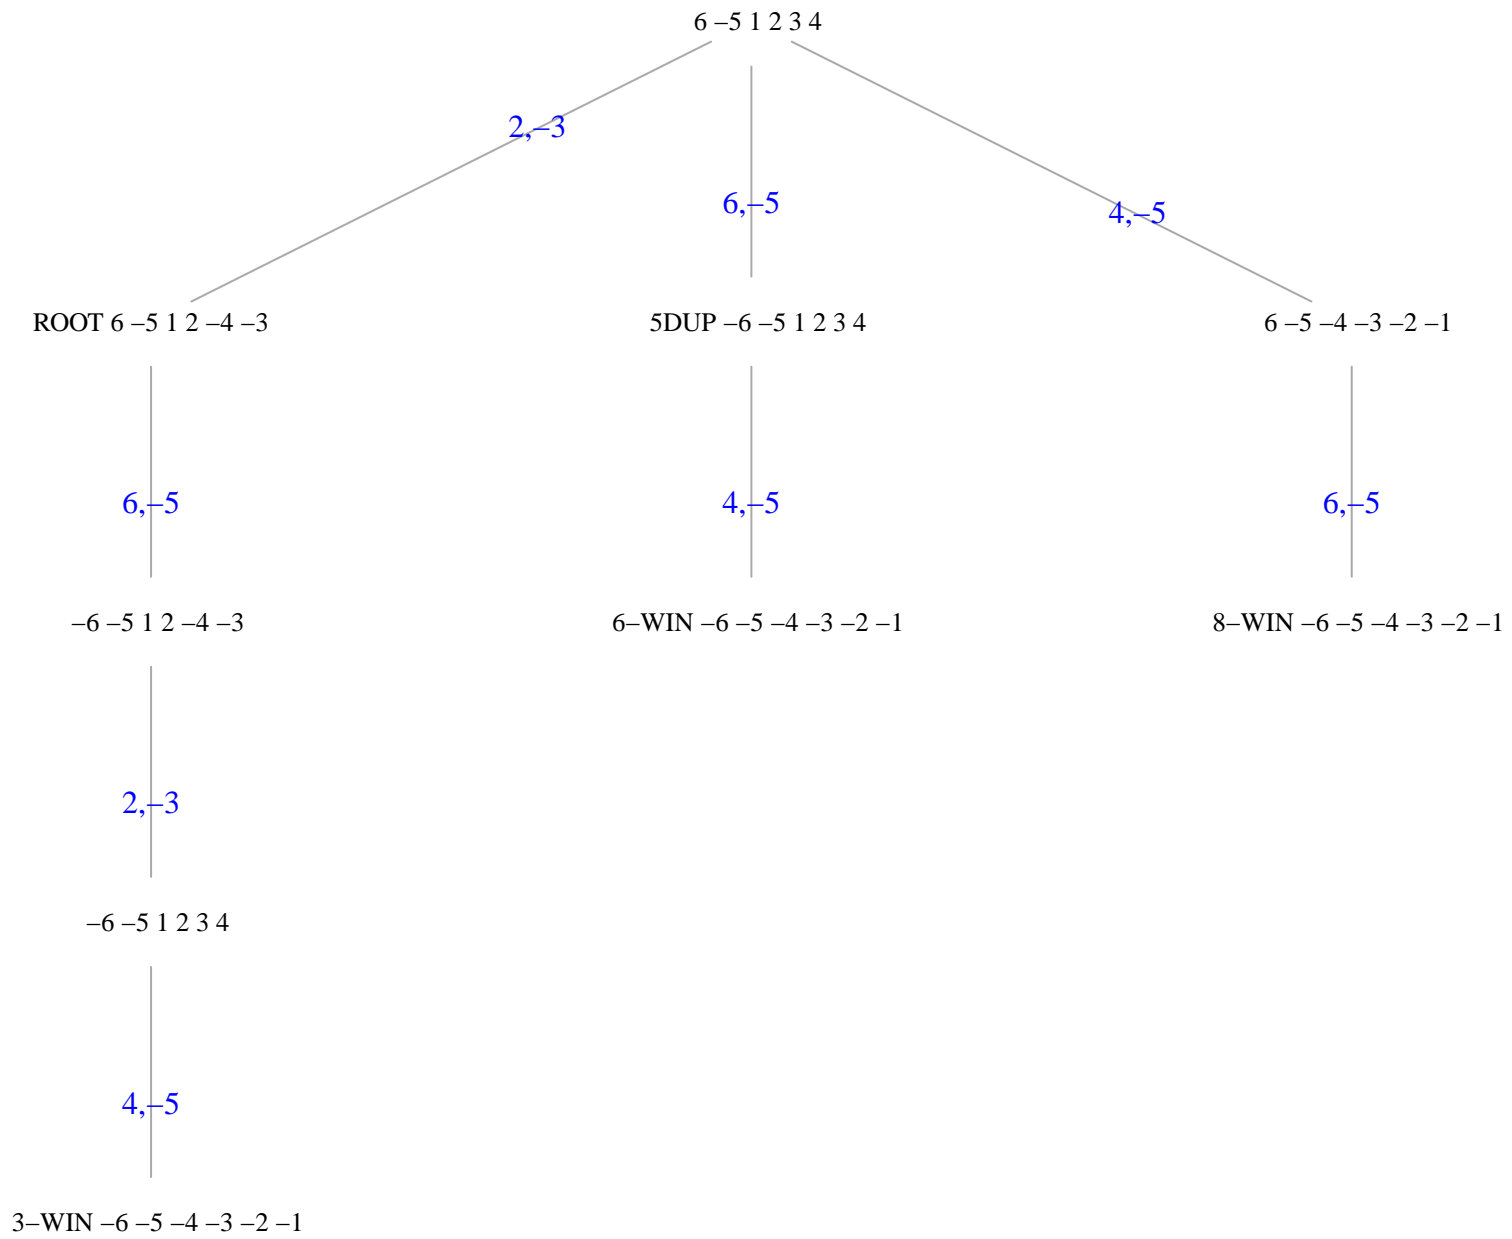 6 –5 1 2 3 4
2,–3
6,–5
4,–5
ROOT 6 –5 1 2 –4 –3
5DUP –6 –5 1 2 3 4
6 –5 –4 –3 –2 –1
6,–5
4,–5
6,–5
–6 –5 1 2 –4 –3
6–WIN –6 –5 –4 –3 –2 –1
8–WIN –6 –5 –4 –3 –2 –1
2,–3
–6 –5 1 2 3 4
4,–5
3–WIN –6 –5 –4 –3 –2 –1